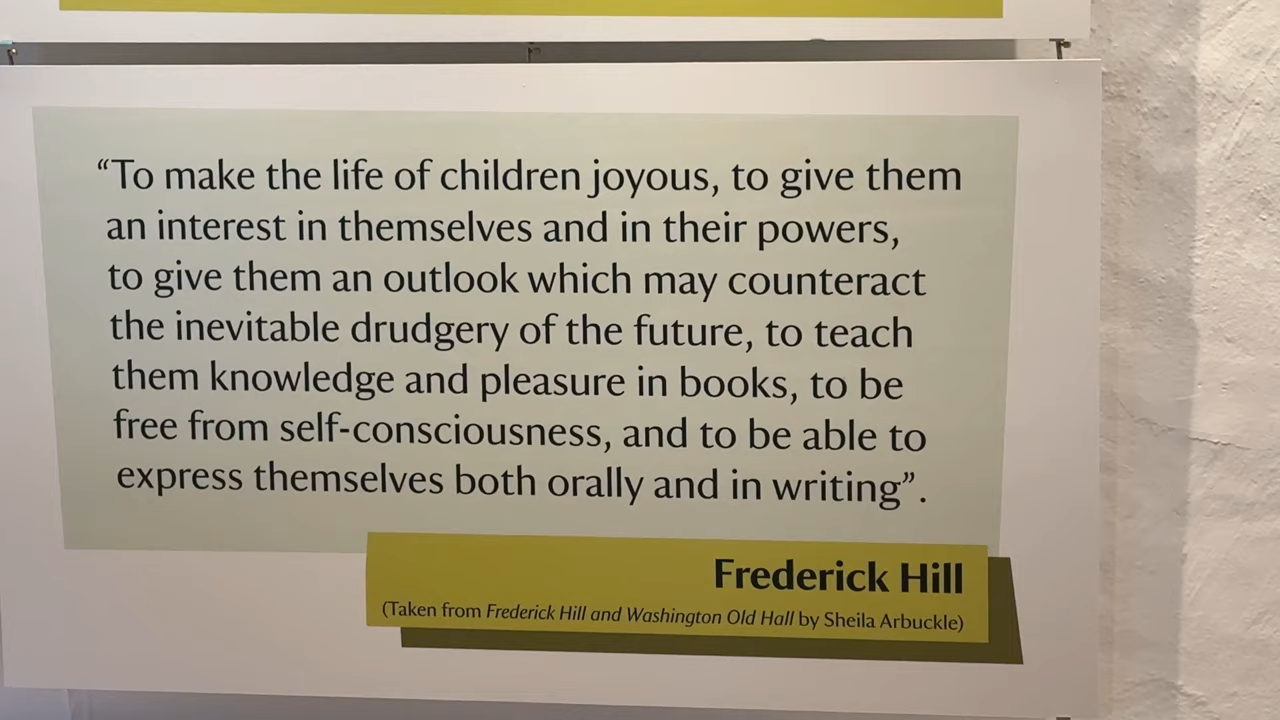 “To make the life of children joyous, to give them
an interest in themselves and in their powers,
to give them an outlook which may counteract
the inevitable drudgery of the future, to teach
them knowledge and pleasure in books, to be
free from self-consciousness, and to be able to
express themselves both orally and in writing”.
Frederick Hill
(Taken from Frederick Hill and Washington Old Hall by Sheila Arbuckle)